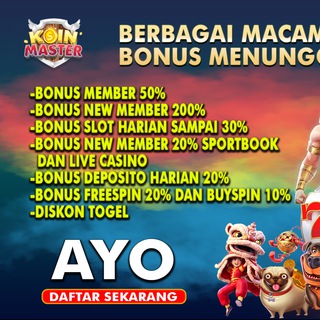 KOIN
MASTER
BERBAGAI MACAM
BONUS MENUNGG
-BONUS MEMBER 50%
-BONUS NEW MEMBER 200%
-BONUS SLOT HARIAN SAMPAI 30%
-BONUS NEW MEMBER 20% SPORTBOOK
DAN LIVE CASINO
-BONUS DEPOSITO HARIAN 20%
-BONUS FREESPIN 20% DAN BUYSPIN 10%
-DISKON TOGEL
AYO
DAFTAR SEKARANG